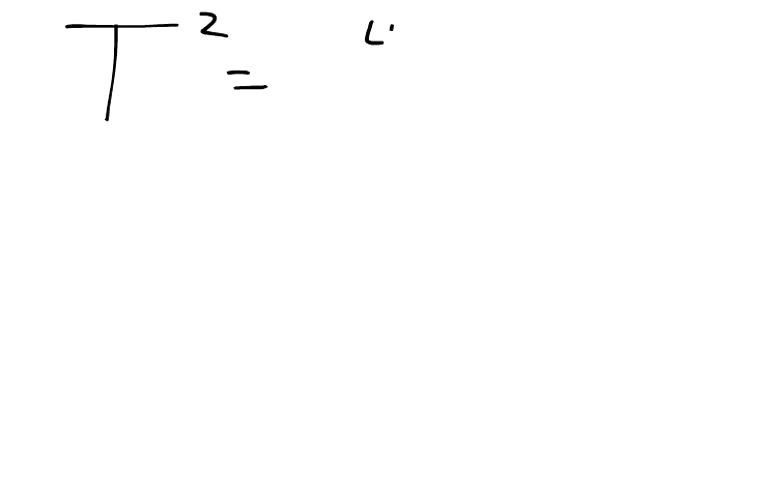 T² =